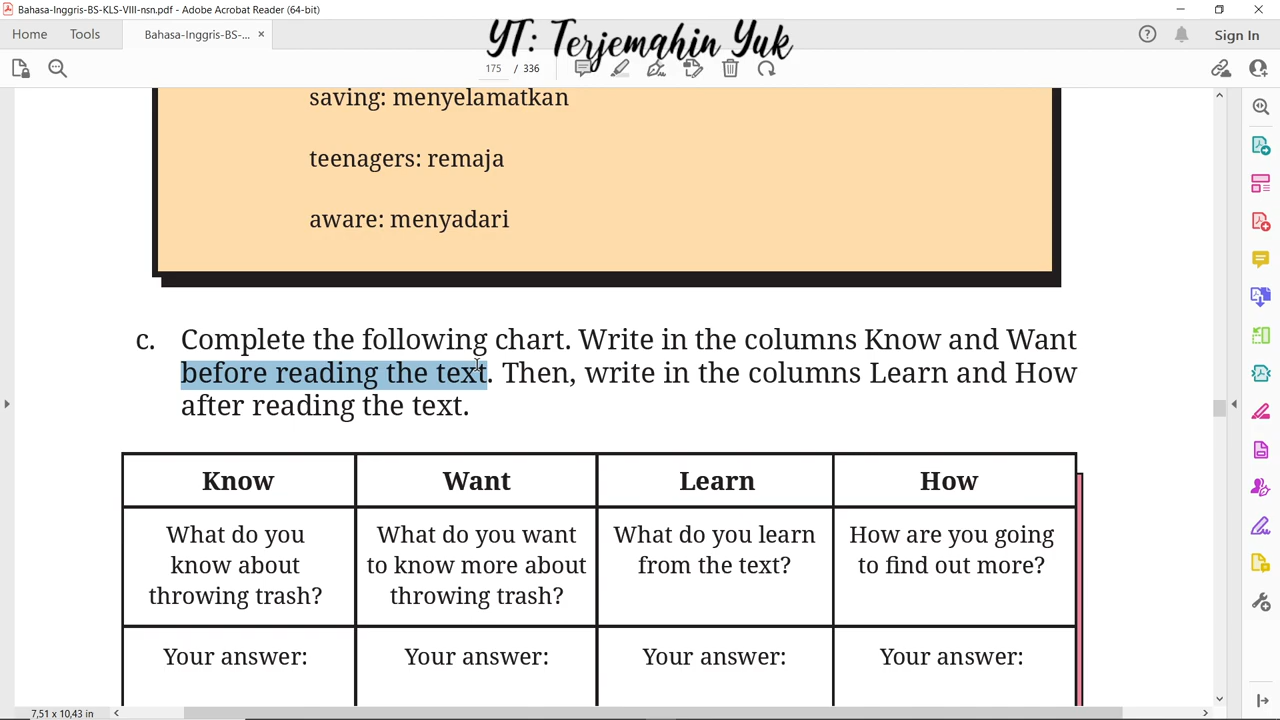 Bahasa-Inggris-BS-KLS-VIII-nsn.pdf - Adobe Acrobat Reader (64-bit)
Home Tools Bahasa-Inggris-BS-... × Sign In
YT: Terjemahin Yuk
175 / 336
saving: menyelamatkan
teenagers: remaja
aware: menyadari
c. Complete the following chart. Write in the columns Know and Want
before reading the text. Then, write in the columns Learn and How
after reading the text.
Know Want Learn How
What do you What do you want What do you learn How are you going
know about to know more about from the text? to find out more?
throwing trash? throwing trash?
Your answer: Your answer: Your answer: Your answer:
7,51 x 10,43 in